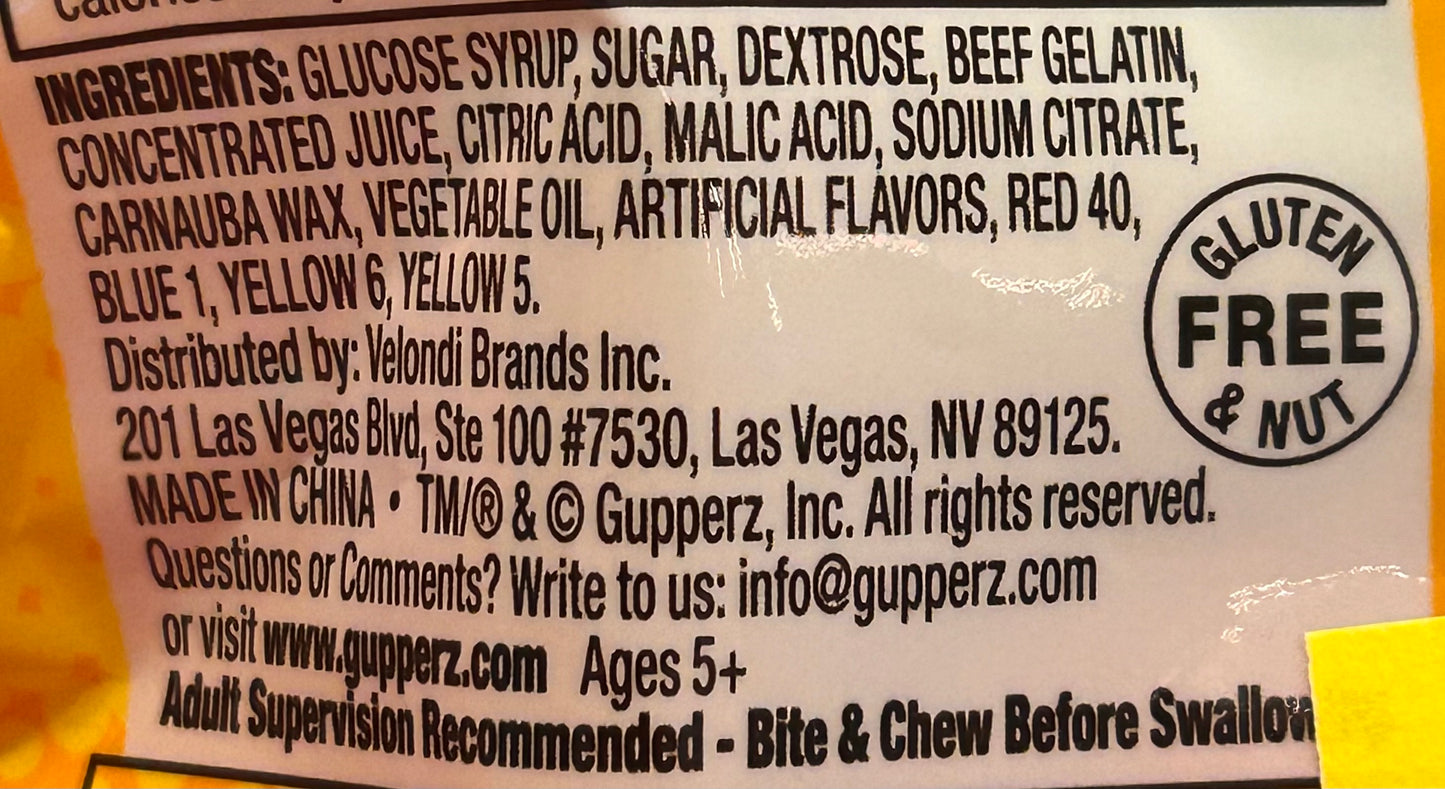 INGREDIENTS: GLUCOSE SYRUP, SUGAR, DEXTROSE, BEEF GELATIN,
CONCENTRATED JUICE, CITRIC ACID, MALIC ACID, SODIUM CITRATE,
CARNAUBA WAX, VEGETABLE OIL, ARTIFICIAL FLAVORS, RED 40,
BLUE 1, YELLOW 6, YELLOW 5.
Distributed by: Velondi Brands Inc.
201 Las Vegas Blvd, Ste 100 #7530, Las Vegas, NV 89125.
MADE IN CHINA • TM/® & © Gupperz, Inc. All rights reserved.
Questions or Comments? Write to us: info@gupperz.com
or visit www.gupperz.com Ages 5+
Adult Supervision Recommended - Bite & Chew Before Swallow
GLUTEN
FREE
& NUT